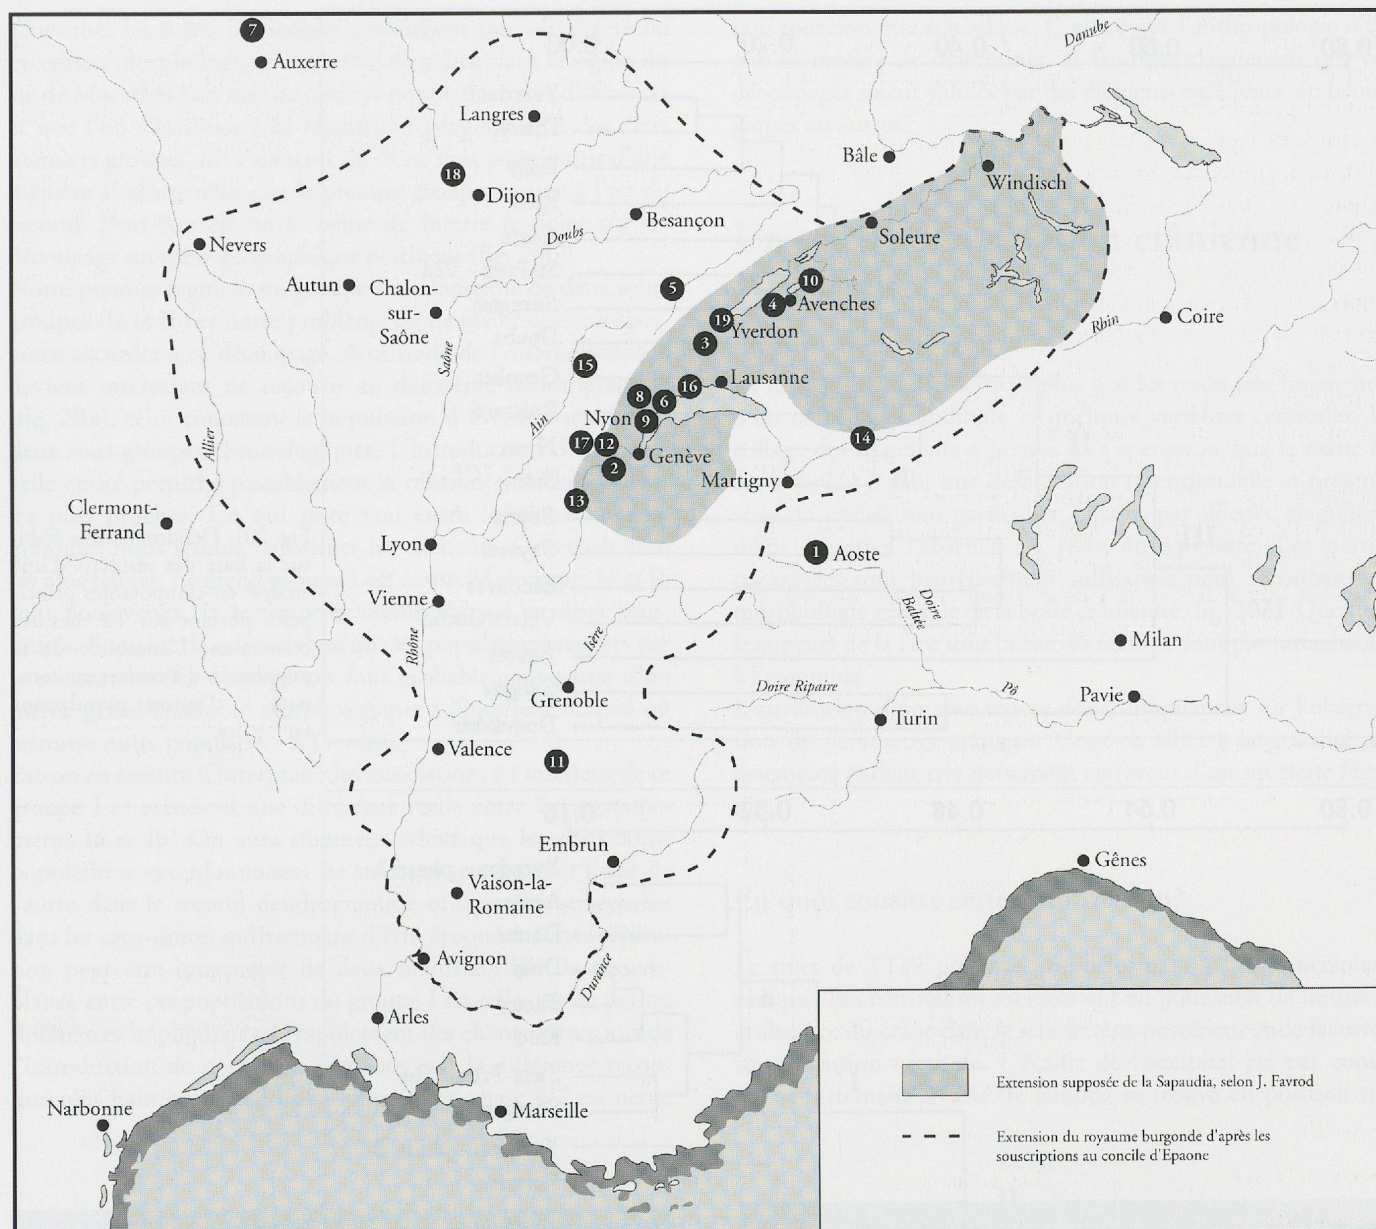 7
Auxerre
Danube
Langres
Bâle
18
Dijon
Windisch
Besançon
Doubs
Soleure
Nevers
Autun
Chalon-
sur-
Saône
5
10
4
Avenches
19
Yverdon
3
Rhin
Coire
Saône
15
Lausanne
8
6
16
Nyon
9
Ain
Allier
17
12
Genève
14
2
Martigny
13
Clermont-
Ferrand
Lyon
1
Aoste
Vienne
Doire
Baltée
Rhône
Isère
Milan
Grenoble
Doire Ripaire
Pô
Pavie
Turin
Valence
11
Embrun
Gênes
Vaison-la-
Romaine
Avignon
Durance
Arles
Extension supposée de la Sapaudia, selon J. Favrod
Narbonne
Marseille
Extension du royaume burgonde d'après les
souscriptions au concile d'Epaone